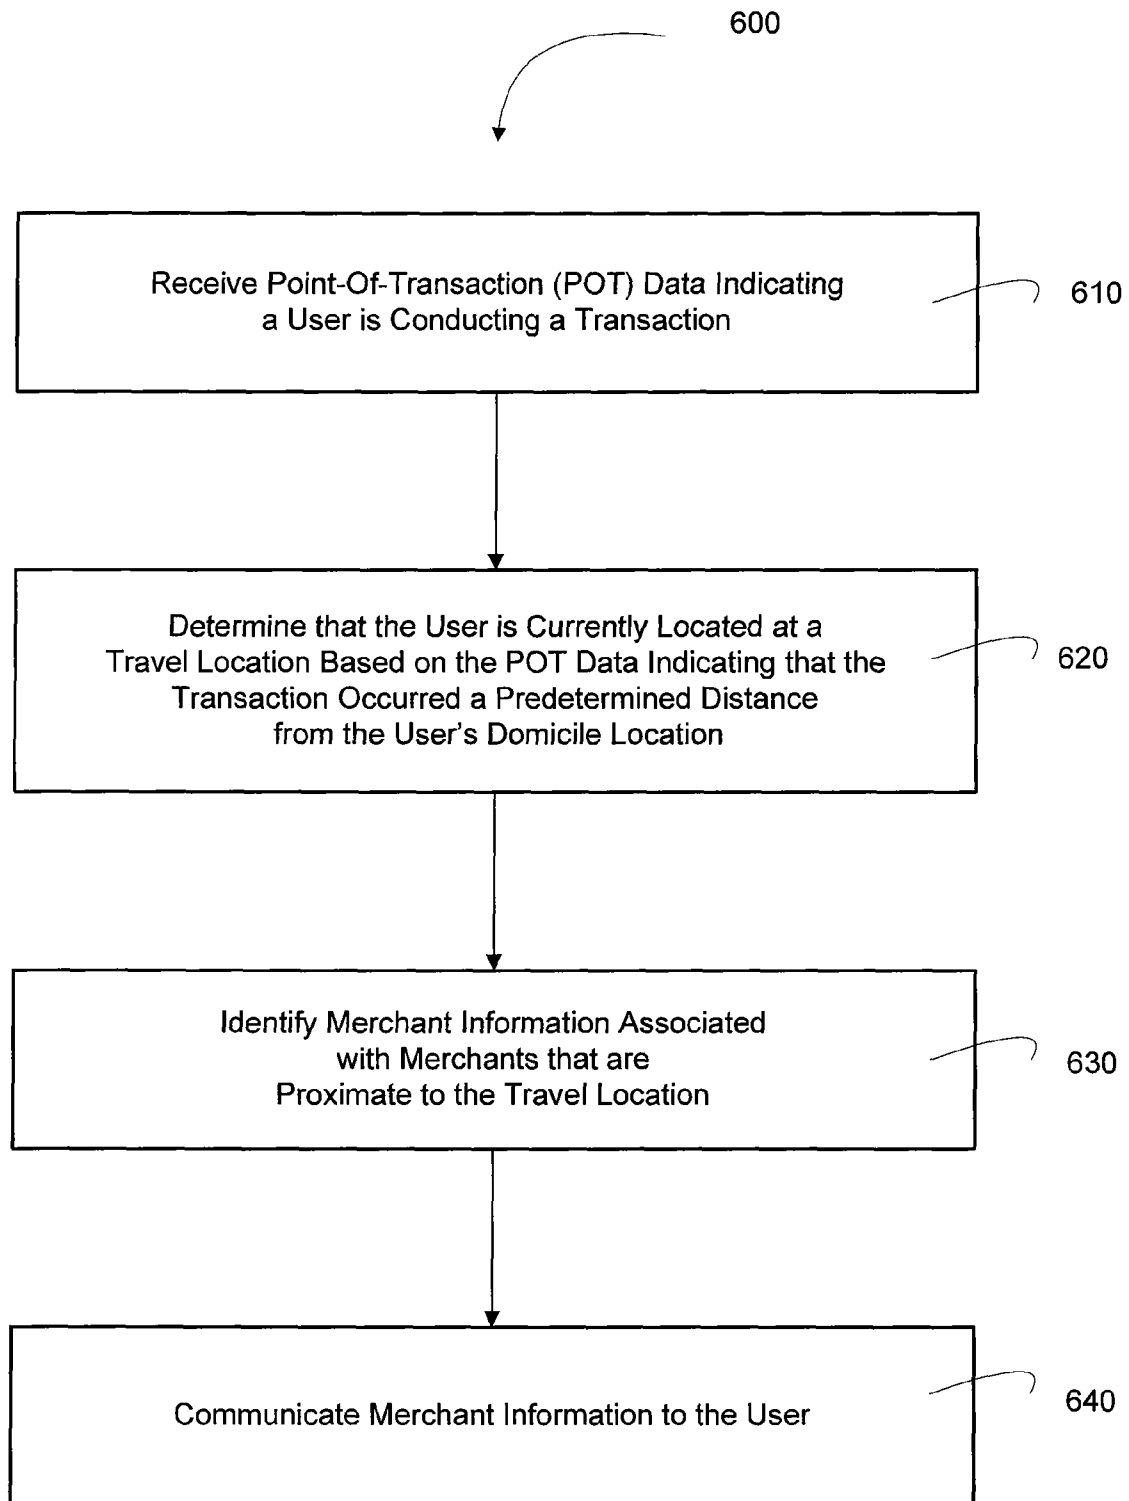 600
Receive Point-Of-Transaction (POT) Data Indicating
a User is Conducting a Transaction
610
Determine that the User is Currently Located at a
Travel Location Based on the POT Data Indicating that the
Transaction Occurred a Predetermined Distance
from the User's Domicile Location
620
Identify Merchant Information Associated
with Merchants that are
Proximate to the Travel Location
630
Communicate Merchant Information to the User
640